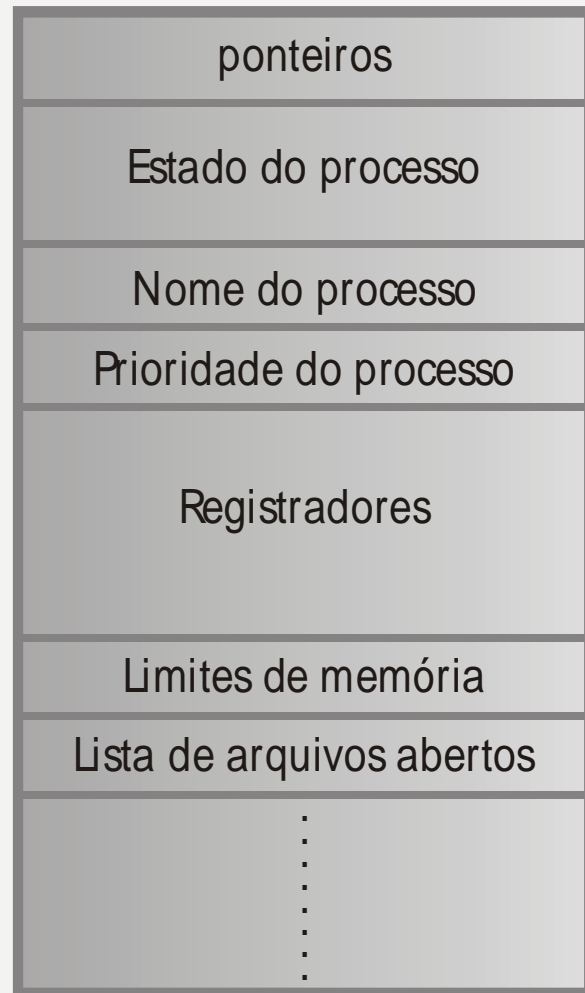 ponteiros
Estado do processo
Nome do processo
Prioridade do processo
Registradores
Limites de memória
Lista de arquivos abertos
.
.
.
.
.
.
.
.